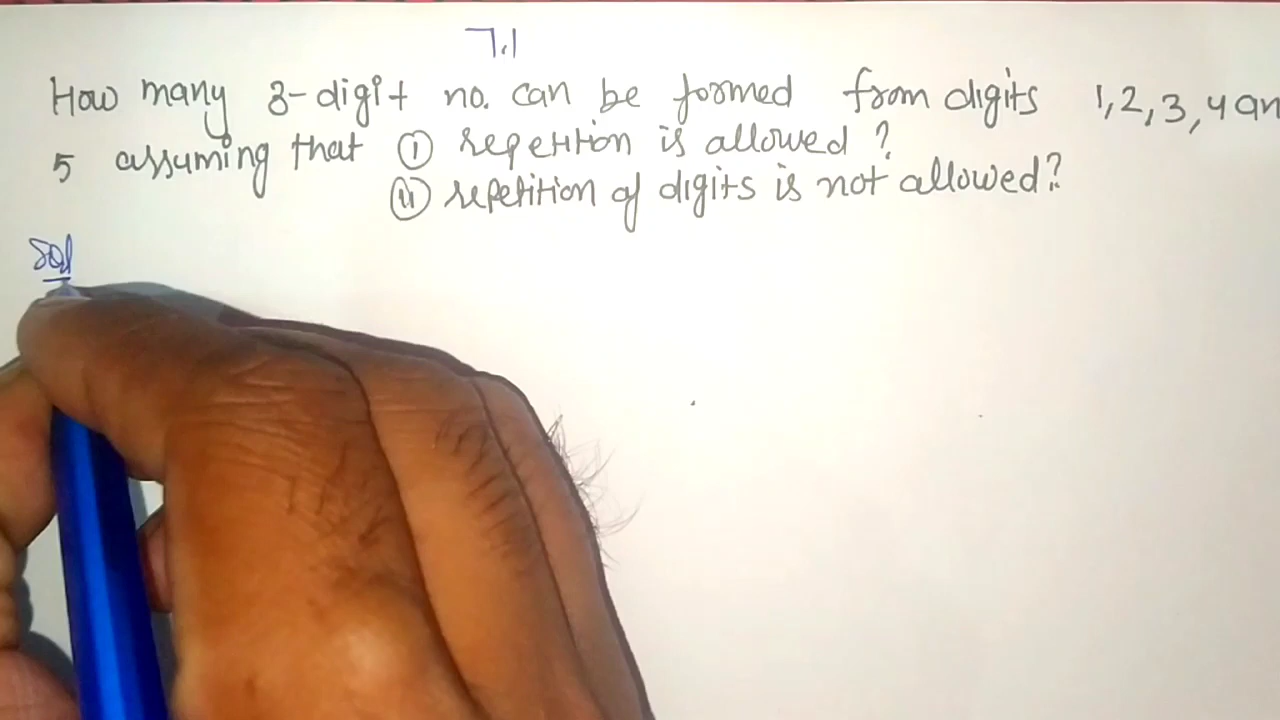 7.1
How many 3-digit no. can be formed from digits 1, 2, 3, 4 an
5 assuming that (i) repetition is allowed?
(ii) repetition of digits is not allowed?
Sol